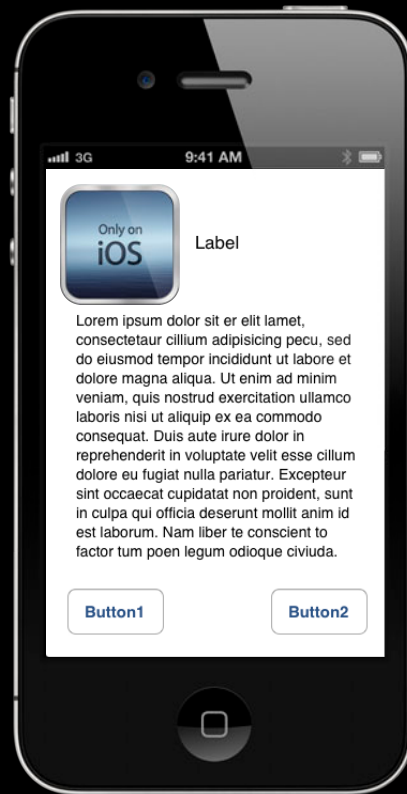 3G
9:41 AM
Only on
iOS
Label
Lorem ipsum dolor sit er elit lamet,
consectetaur cillium adipisicing pecu, sed
do eiusmod tempor incididunt ut labore et
dolore magna aliqua. Ut enim ad minim
veniam, quis nostrud exercitation ullamco
laboris nisi ut aliquip ex ea commodo
consequat. Duis aute irure dolor in
reprehenderit in voluptate velit esse cillum
dolore eu fugiat nulla pariatur. Excepteur
sint occaecat cupidatat non proident, sunt
in culpa qui officia deserunt mollit anim id
est laborum. Nam liber te conscient to
factor tum poen legum odioque civiuda.
Button1
Button2